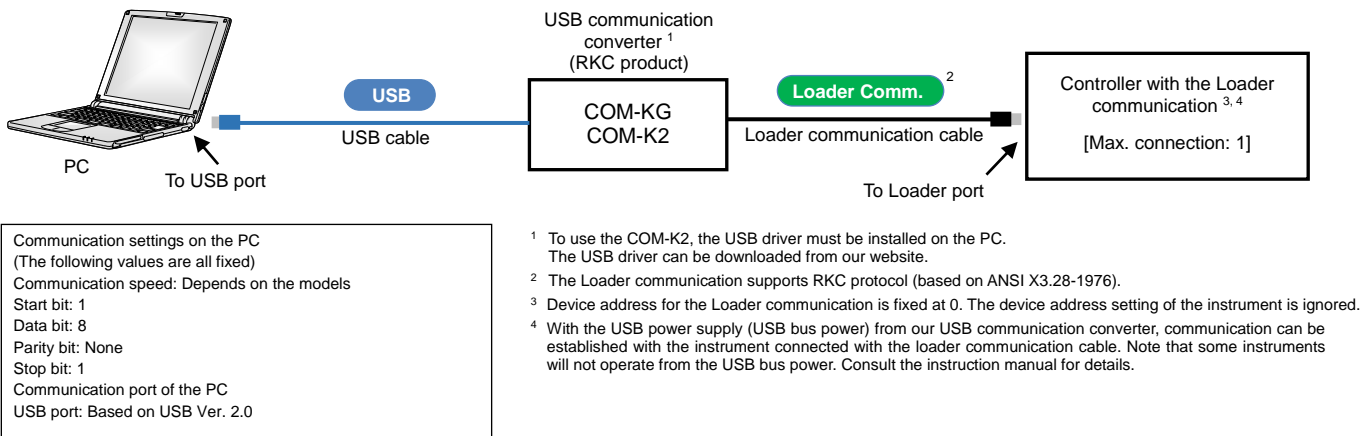 USB communication
converter 1
(RKC product)
USB
Loader Comm. 2
COM-KG
COM-K2
Controller with the Loader
communication 3, 4
[Max. connection: 1]
USB cable
Loader communication cable
PC
To USB port
To Loader port
Communication settings on the PC
(The following values are all fixed)
Communication speed: Depends on the models
Start bit: 1
Data bit: 8
Parity bit: None
Stop bit: 1
Communication port of the PC
USB port: Based on USB Ver. 2.0
1 To use the COM-K2, the USB driver must be installed on the PC.
The USB driver can be downloaded from our website.
2 The Loader communication supports RKC protocol (based on ANSI X3.28-1976).
3 Device address for the Loader communication is fixed at 0. The device address setting of the instrument is ignored.
4 With the USB power supply (USB bus power) from our USB communication converter, communication can be
established with the instrument connected with the loader communication cable. Note that some instruments
will not operate from the USB bus power. Consult the instruction manual for details.